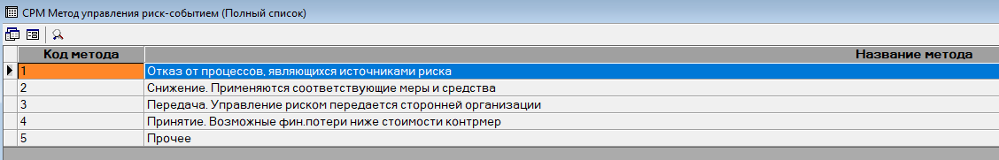 СРМ Метод управления риск-событием (Полный список)
Код метода Название метода
1 Отказ от процессов, являющихся источниками риска
2 Снижение. Применяются соответствующие меры и средства
3 Передача. Управление риском передается сторонней организации
4 Принятие. Возможные фин.потери ниже стоимости контрмер
5 Прочее